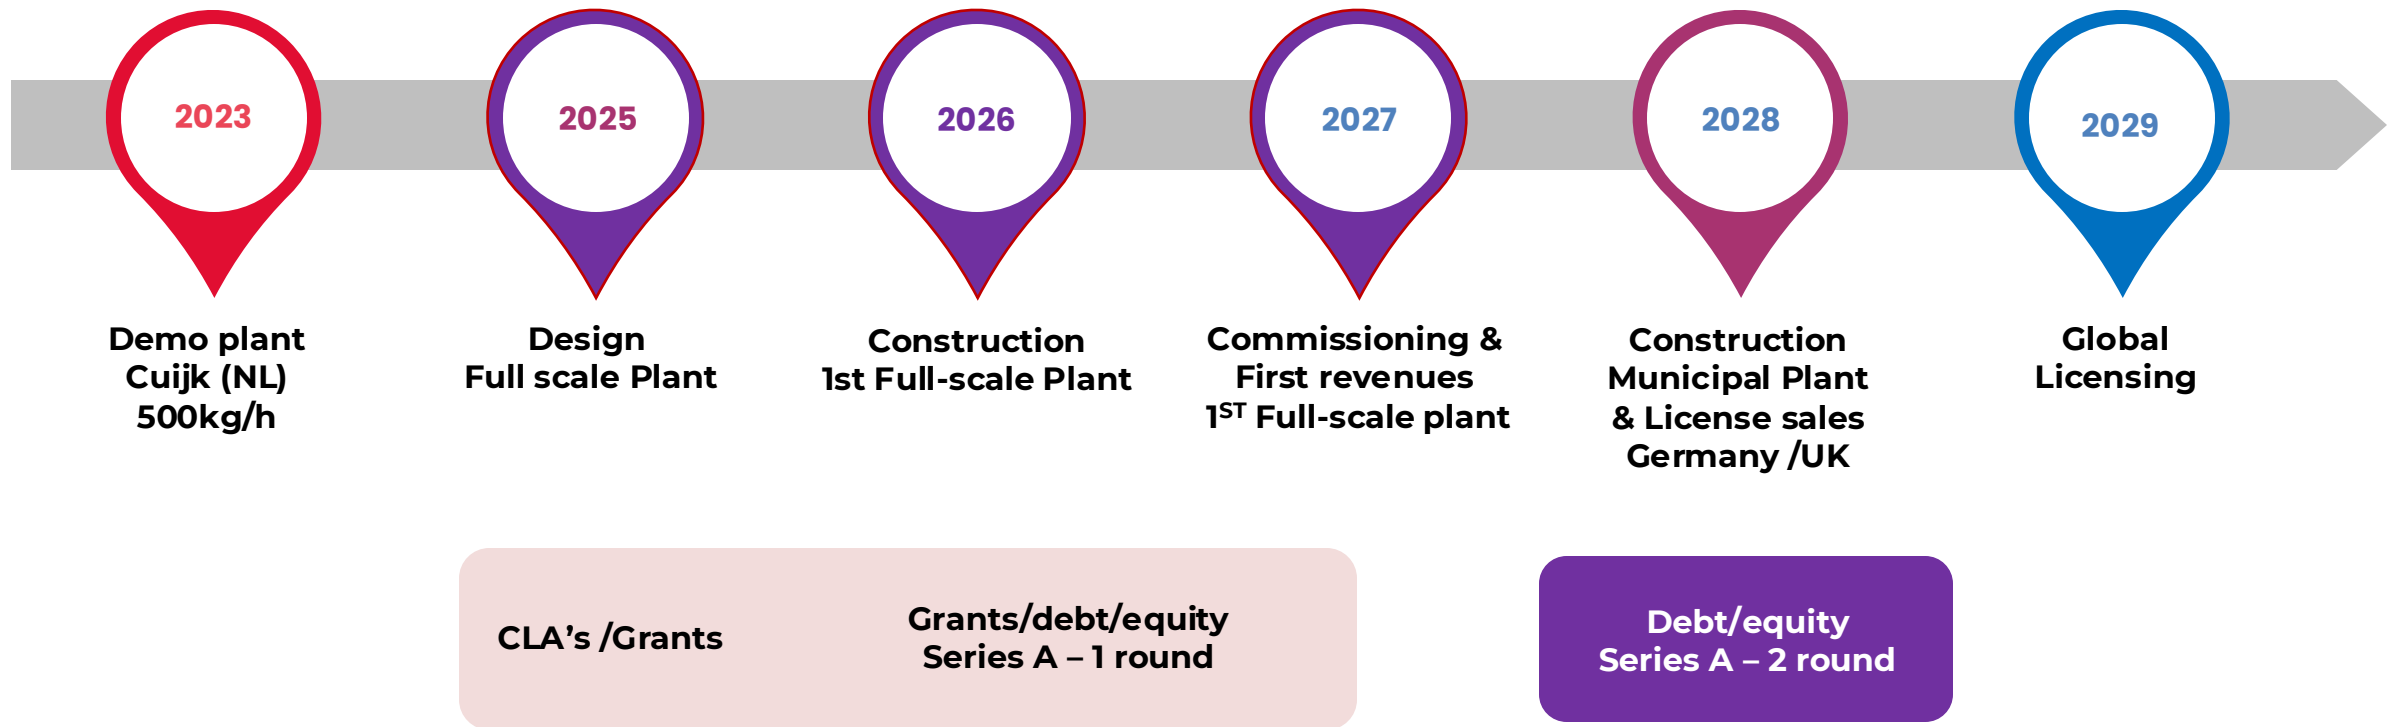 2023
2025
2026
2027
2028
2029
Demo plant
Cuijk (NL)
500kg/h
Design
Full scale Plant
Construction
1st Full-scale Plant
Commissioning &
First revenues
1ST Full-scale plant
Construction
Municipal Plant
& License sales
Germany /UK
Global
Licensing
CLA’s /Grants
Grants/debt/equity
Series A – 1 round
Debt/equity
Series A – 2 round